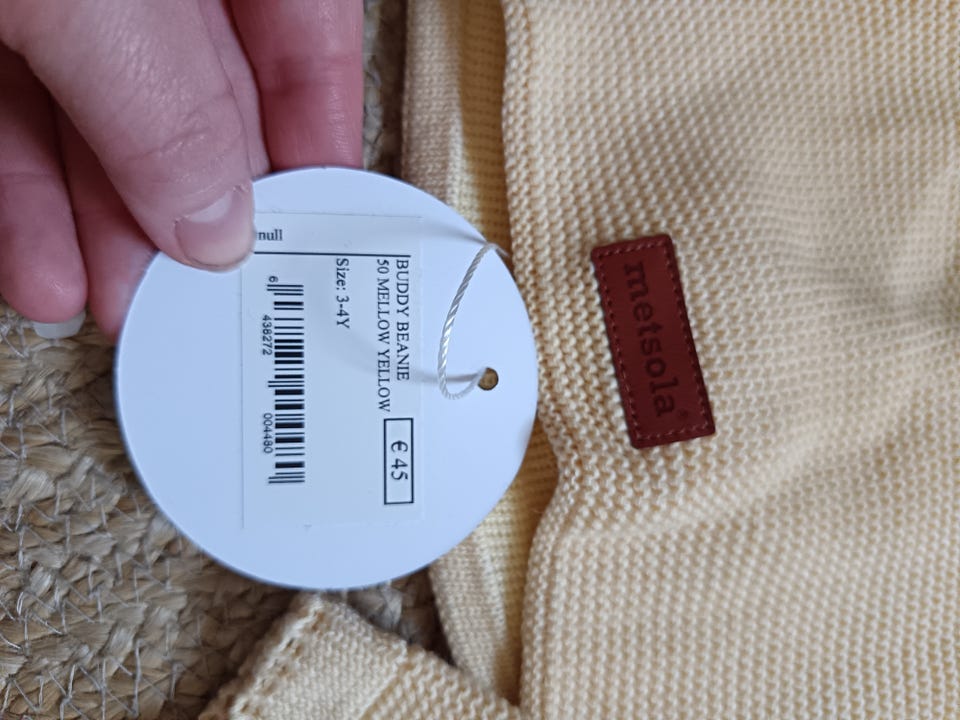 BUDDY BEANIE
50 MELLOW YELLOW
€ 45
Size: 3-4Y
6 438272 004480
null
metsola®